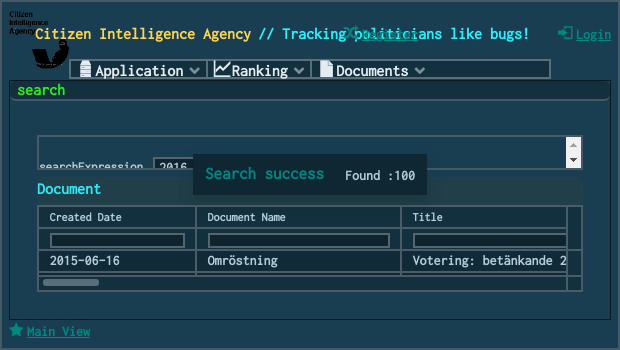 Citizen
Intelligence
Agency
Citizen Intelligence Agency // Tracking politicians like bugs!
Register
Login
Application
Ranking
Documents
search
searchExpression
2016
Search success
Found :100
Document
Created Date
Document Name
Title
2015-06-16
Omröstning
Votering: betänkande 2
Main View